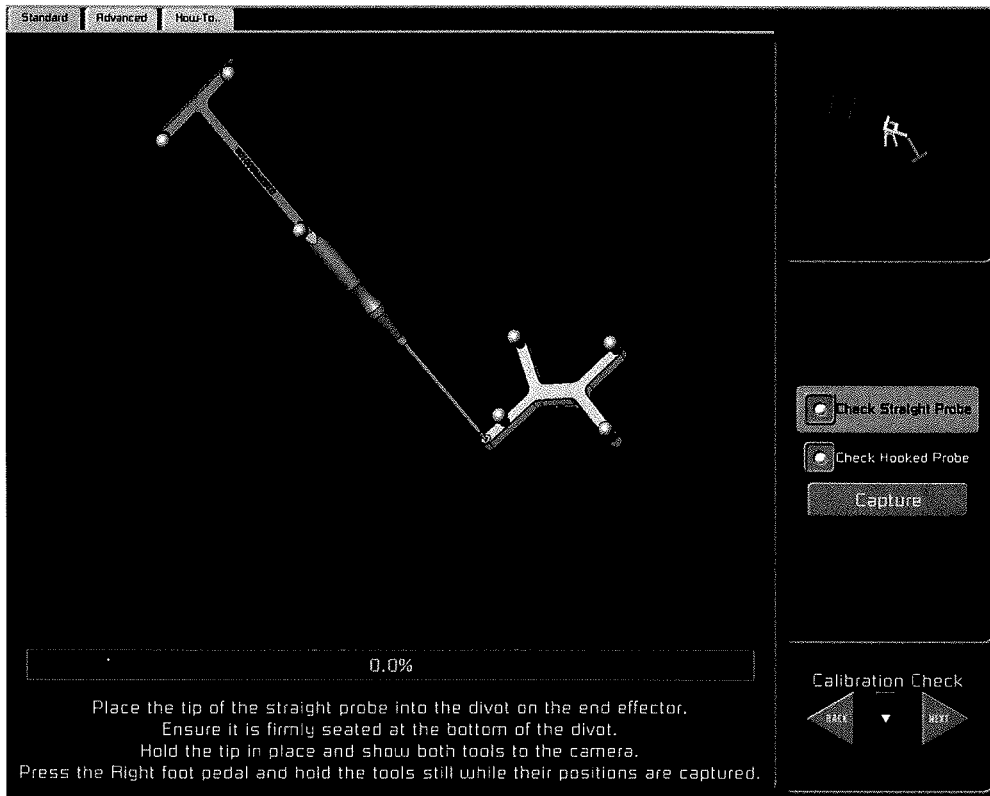 Standard
Advanced
How-To..
Check Straight Probe
Check Hooked Probe
Capture
0.0%
Place the tip of the straight probe into the divot on the end effector.
Ensure it is firmly seated at the bottom of the divot.
Hold the tip in place and show both tools to the camera.
Press the Right foot pedal and hold the tools still while their positions are captured.
Calibration Check
BACK
NEXT